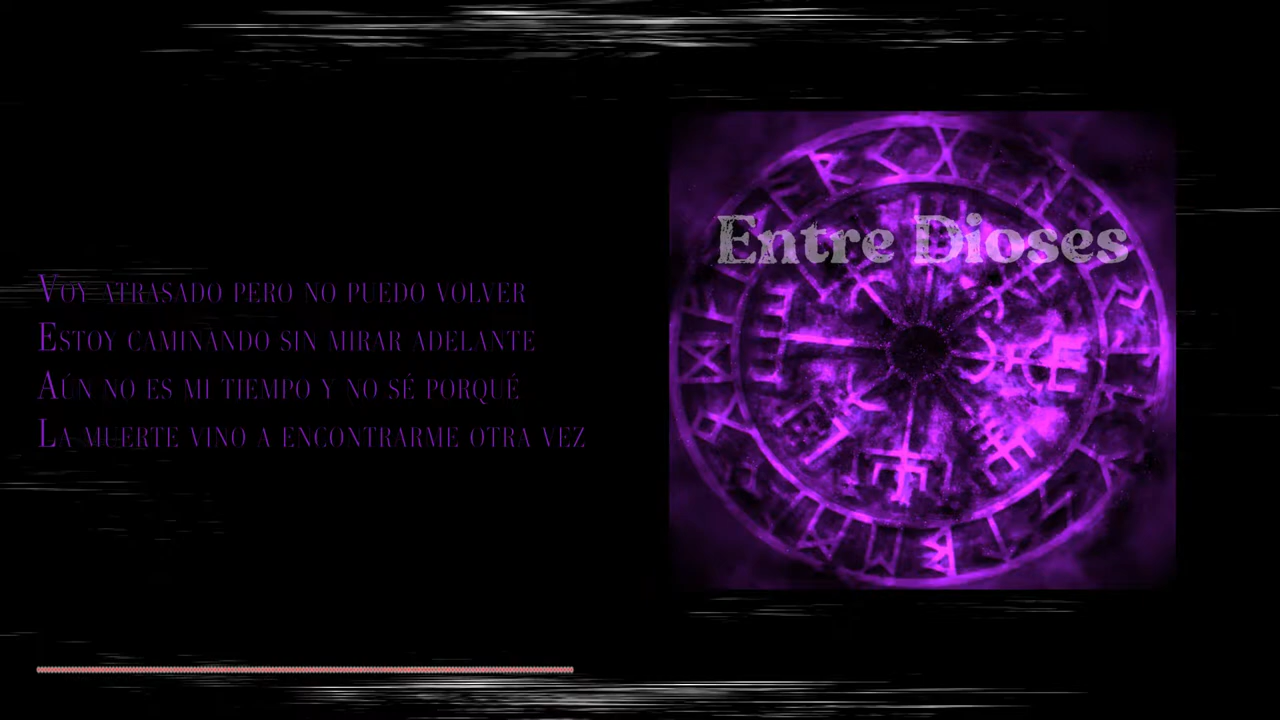 Voy atrasado pero no puedo volver
Estoy caminando sin mirar adelante
Aún no es mi tiempo y no sé porqué
La muerte vino a encontrarme otra vez
Entre Dioses